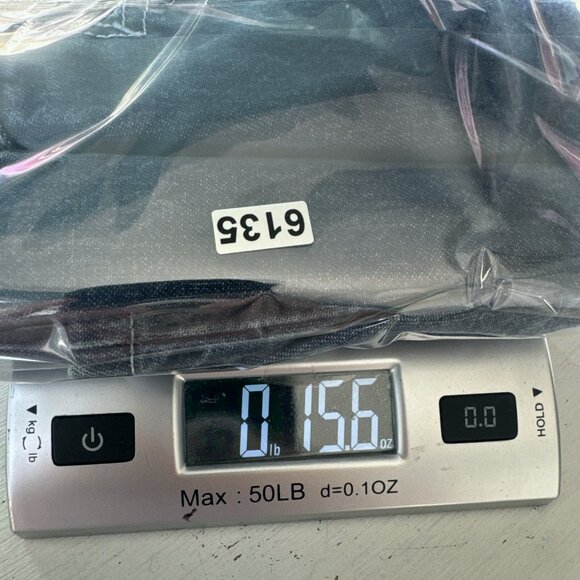 6135
kg lb
0 lb 15.6 oz
0.0
HOLD
Max : 50LB d=0.1OZ